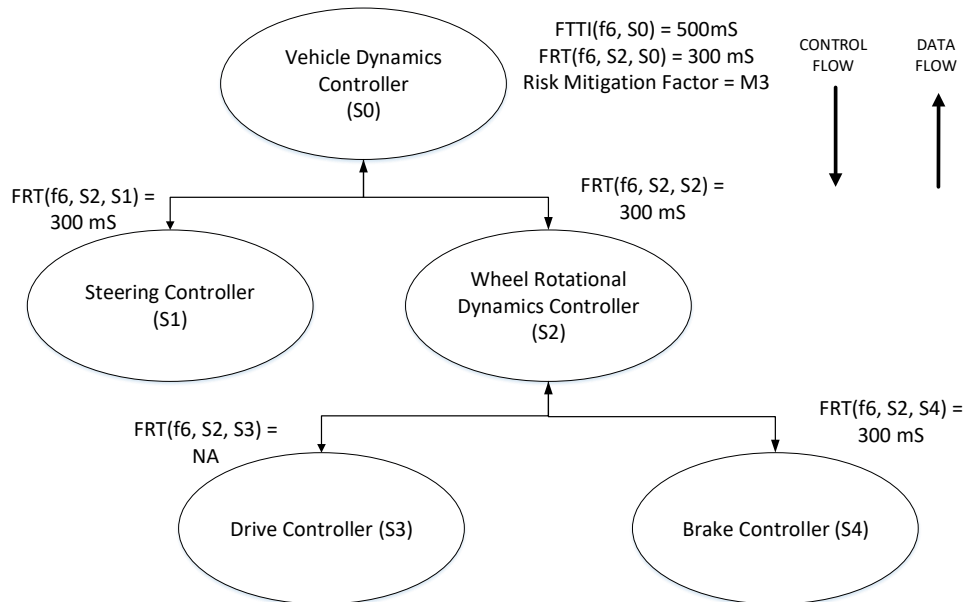 FTTI(f6, S0) = 500mS
FRT(f6, S2, S0) = 300 mS
Risk Mitigation Factor = M3
CONTROL
FLOW
DATA
FLOW
Vehicle Dynamics
Controller
(S0)
FRT(f6, S2, S1) =
300 mS
FRT(f6, S2, S2) =
300 mS
Steering Controller
(S1)
Wheel Rotational
Dynamics Controller
(S2)
FRT(f6, S2, S3) =
NA
FRT(f6, S2, S4) =
300 mS
Drive Controller (S3)
Brake Controller (S4)